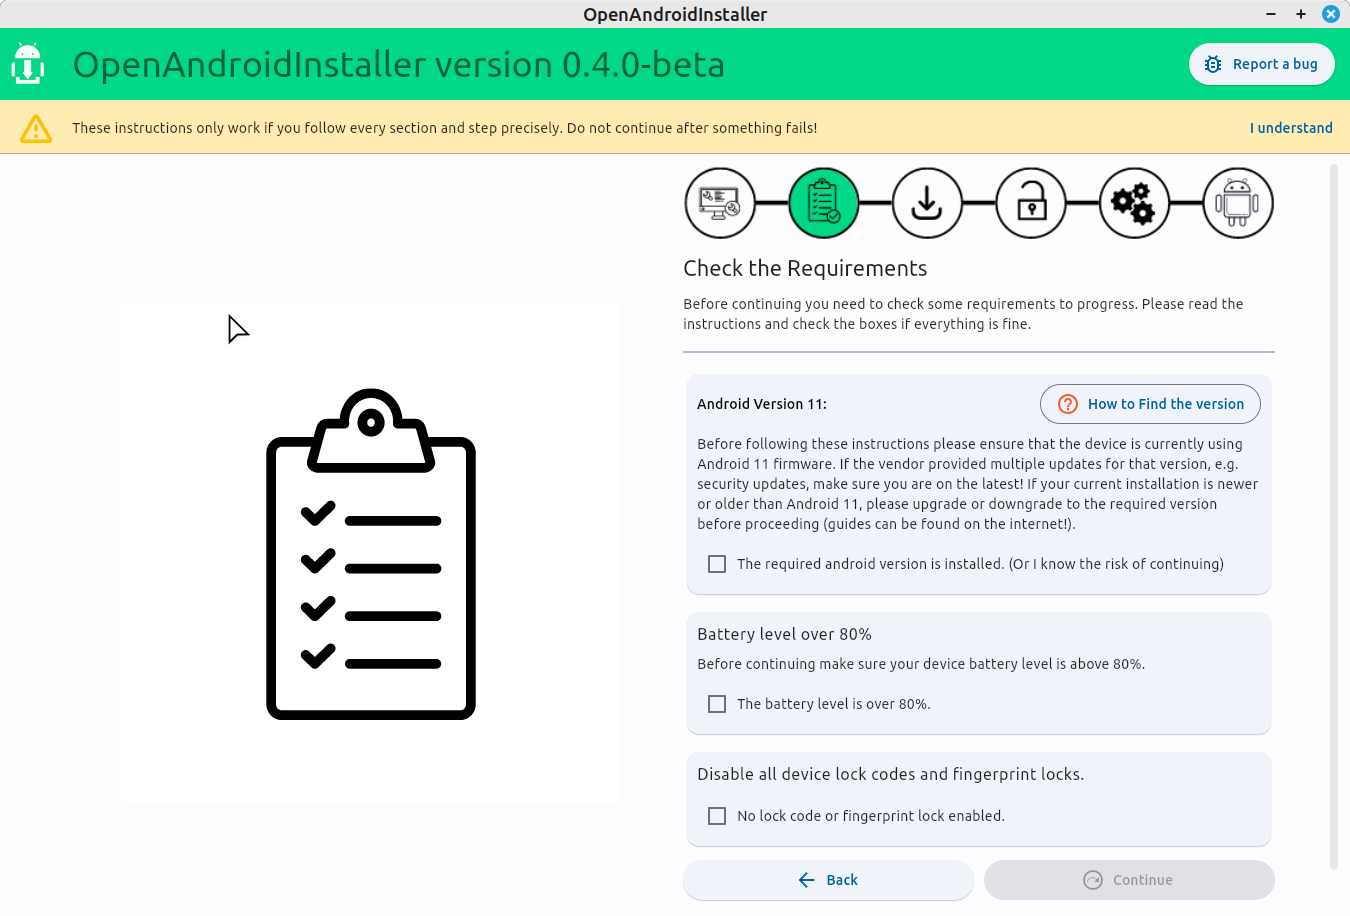 OpenAndroidInstaller
OpenAndroidInstaller version 0.4.0-beta
Report a bug
These instructions only work if you follow every section and step precisely. Do not continue after something fails!
I understand
Check the Requirements
Before continuing you need to check some requirements to progress. Please read the
instructions and check the boxes if everything is fine.
Android Version 11:
How to Find the version
Before following these instructions please ensure that the device is currently using
Android 11 firmware. If the vendor provided multiple updates for that version, e.g.
security updates, make sure you are on the latest! If your current installation is newer
or older than Android 11, please upgrade or downgrade to the required version
before proceeding (guides can be found on the internet!).
The required android version is installed. (Or I know the risk of continuing)
Battery level over 80%
Before continuing make sure your device battery level is above 80%.
The battery level is over 80%.
Disable all device lock codes and fingerprint locks.
No lock code or fingerprint lock enabled.
Back
Continue